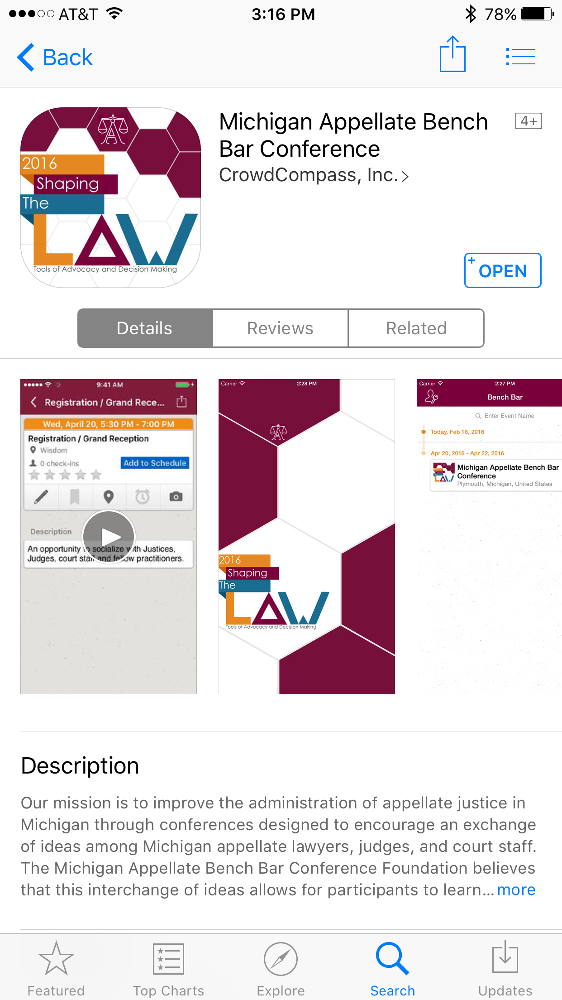 AT&T 3:16 PM 78%
Back
2016
Shaping
The
LAW
Tools of Advocacy and Decision Making
Michigan Appellate Bench
Bar Conference
4+
CrowdCompass, Inc.
+ OPEN
Details Reviews Related
9:41 AM
Registration / Grand Rece...
Wed, April 20, 5:30 PM - 7:00 PM
Registration / Grand Reception
Wisdom
0 check-ins
Add to Schedule
Description
An opportunity to socialize with Justices,
Judges, court staff and fellow practitioners.
Carrier 2:28 PM
2016
Shaping
The
LAW
Tools of Advocacy and Decision Making
Carrier 2:27 PM
Bench Bar
Enter Event Name
Today, Feb 18, 2016
Apr 20, 2016 - Apr 22, 2016
Shaping
LAW
Michigan Appellate Bench Bar
Conference
Plymouth, Michigan, United States
Description
Our mission is to improve the administration of appellate justice in
Michigan through conferences designed to encourage an exchange
of ideas among Michigan appellate lawyers, judges, and court staff.
The Michigan Appellate Bench Bar Conference Foundation believes
that this interchange of ideas allows for participants to learn... more
Featured Top Charts Explore Search Updates